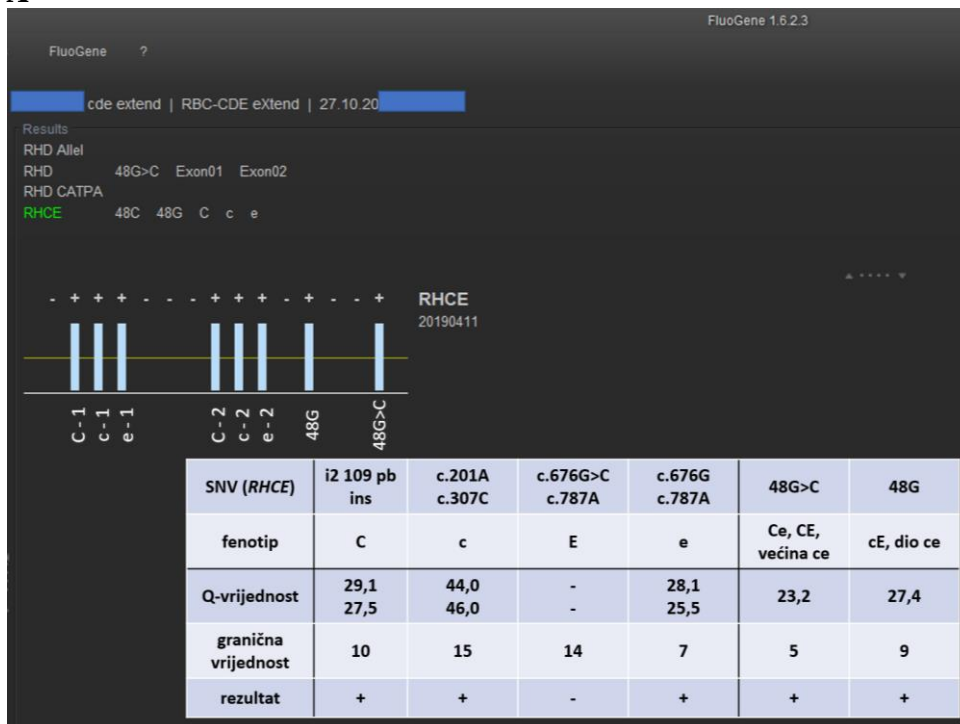 FluoGene 1.6.2.3
FluoGene ?
cde extend | RBC-CDE eXtend | 27.10.20
Results
RHD Allel
RHD 48G>C Exon01 Exon02
RHD CATPA
RHCE 48C 48G C c e
- + + + - - - + + + - + - - + RHCE
20190411
C - 1 c - 1 e - 1 C - 2 c - 2 e - 2 48G 48G>C
SNV (RHCE) i2 109 pb ins c.201A c.307C c.676G>C c.787A c.676G c.787A 48G>C 48G
fenotip C c E e Ce, CE, većina ce cE, dio ce
Q-vrijednost 29,1 27,5 44,0 46,0 - - 28,1 25,5 23,2 27,4
granična vrijednost 10 15 14 7 5 9
rezultat + + - + + +